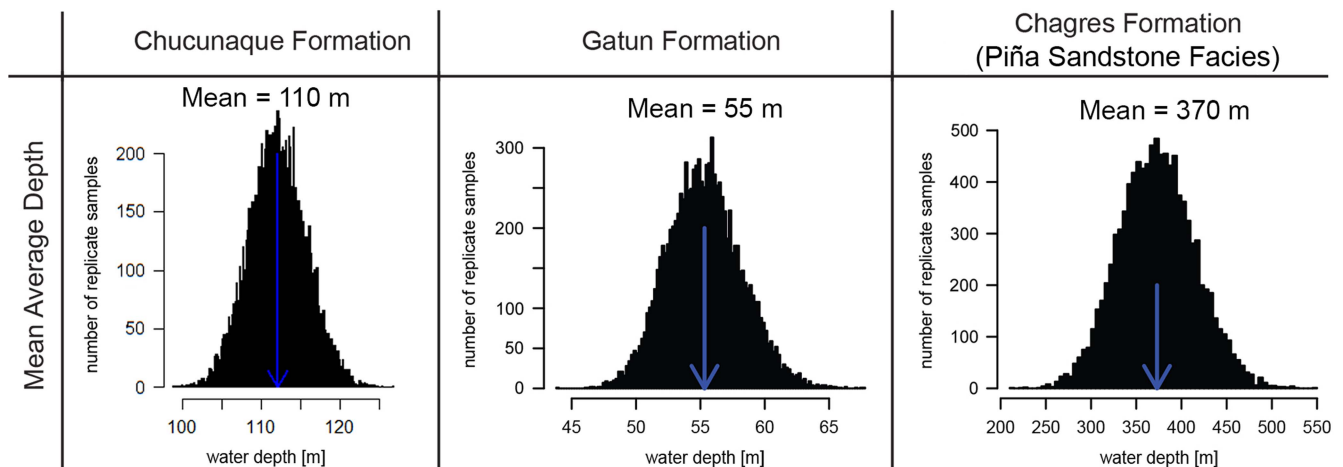 Chucunaque Formation
Gatun Formation
Chagres Formation
(Piña Sandstone Facies)
Mean Average Depth
Mean = 110 m
number of replicate samples
200
150
100
50
0
100 110 120
water depth [m]
Mean = 55 m
number of replicate samples
300
200
100
50
0
45 50 55 60 65
water depth [m]
Mean = 370 m
number of replicate samples
500
400
300
200
100
0
200 250 300 350 400 450 500 550
water depth [m]